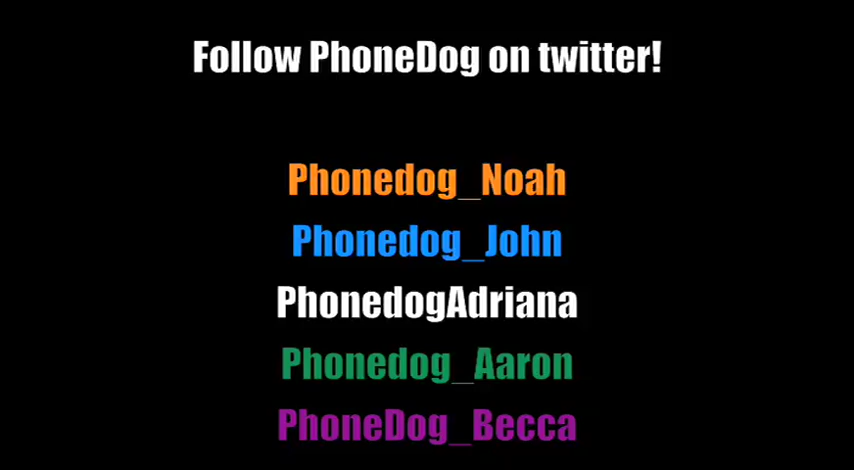 Follow PhoneDog on twitter!
Phonedog_Noah
Phonedog_John
PhonedogAdriana
Phonedog_Aaron
PhoneDog_Becca